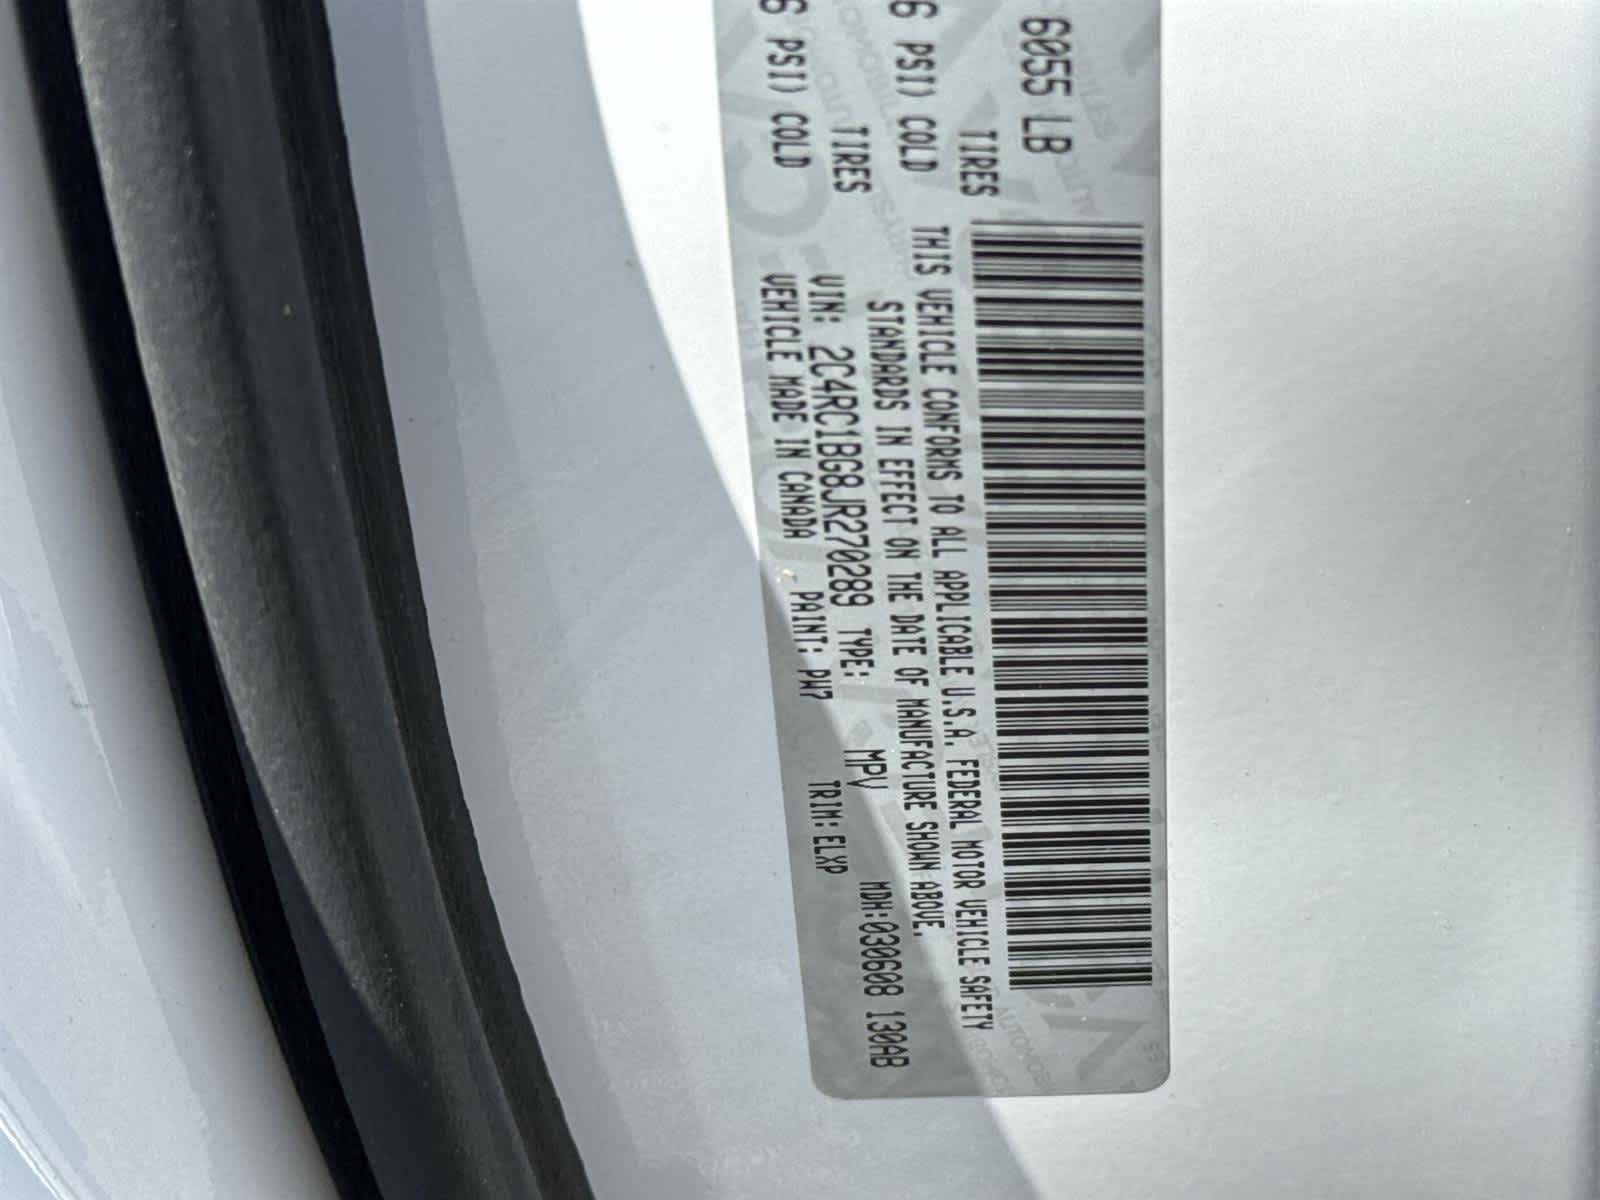 6055 LB
TIRES
6 PSI) COLD
TIRES
6 PSI) COLD
THIS VEHICLE CONFORMS TO ALL APPLICABLE U.S.A. FEDERAL MOTOR VEHICLE SAFETY
STANDARDS IN EFFECT ON THE DATE OF MANUFACTURE SHOWN ABOVE.
VIN: 2C4RC1BG8JR270289 TYPE: MPV MDH:030608 130AB
VEHICLE MADE IN CANADA PAINT: PW7 TRIM: ELXP